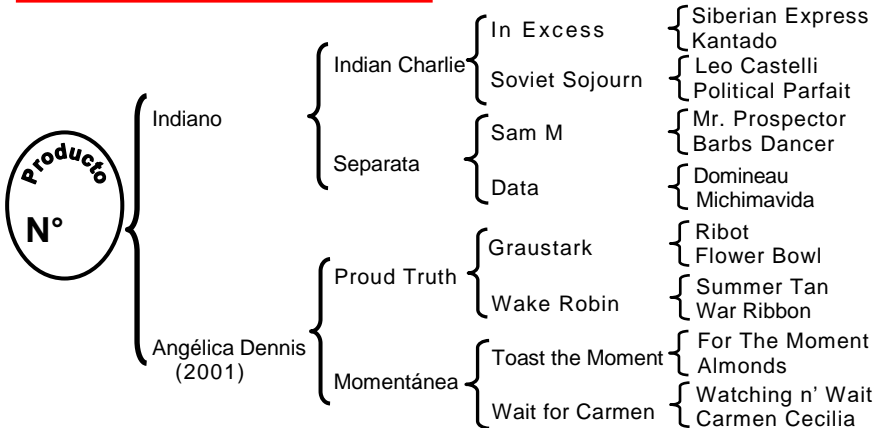 Producto
N°
Indiano
Angélica Dennis
(2001)
Indian Charlie
Separata
Proud Truth
Momentánea
In Excess
Soviet Sojourn
Sam M
Data
Graustark
Wake Robin
Toast the Moment
Wait for Carmen
Siberian Express
Kantado
Leo Castelli
Political Parfait
Mr. Prospector
Barbs Dancer
Domineau
Michimavida
Ribot
Flower Bowl
Summer Tan
War Ribbon
For The Moment
Almonds
Watching n' Wait
Carmen Cecilia